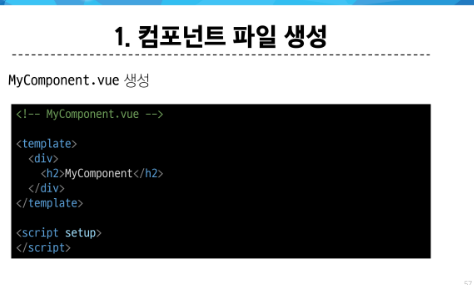 1. 컴포넌트 파일 생성
MyComponent.vue 생성
<!-- MyComponent.vue -->
<template>
  <div>
    <h2>MyComponent</h2>
  </div>
</template>
<script setup>
</script>